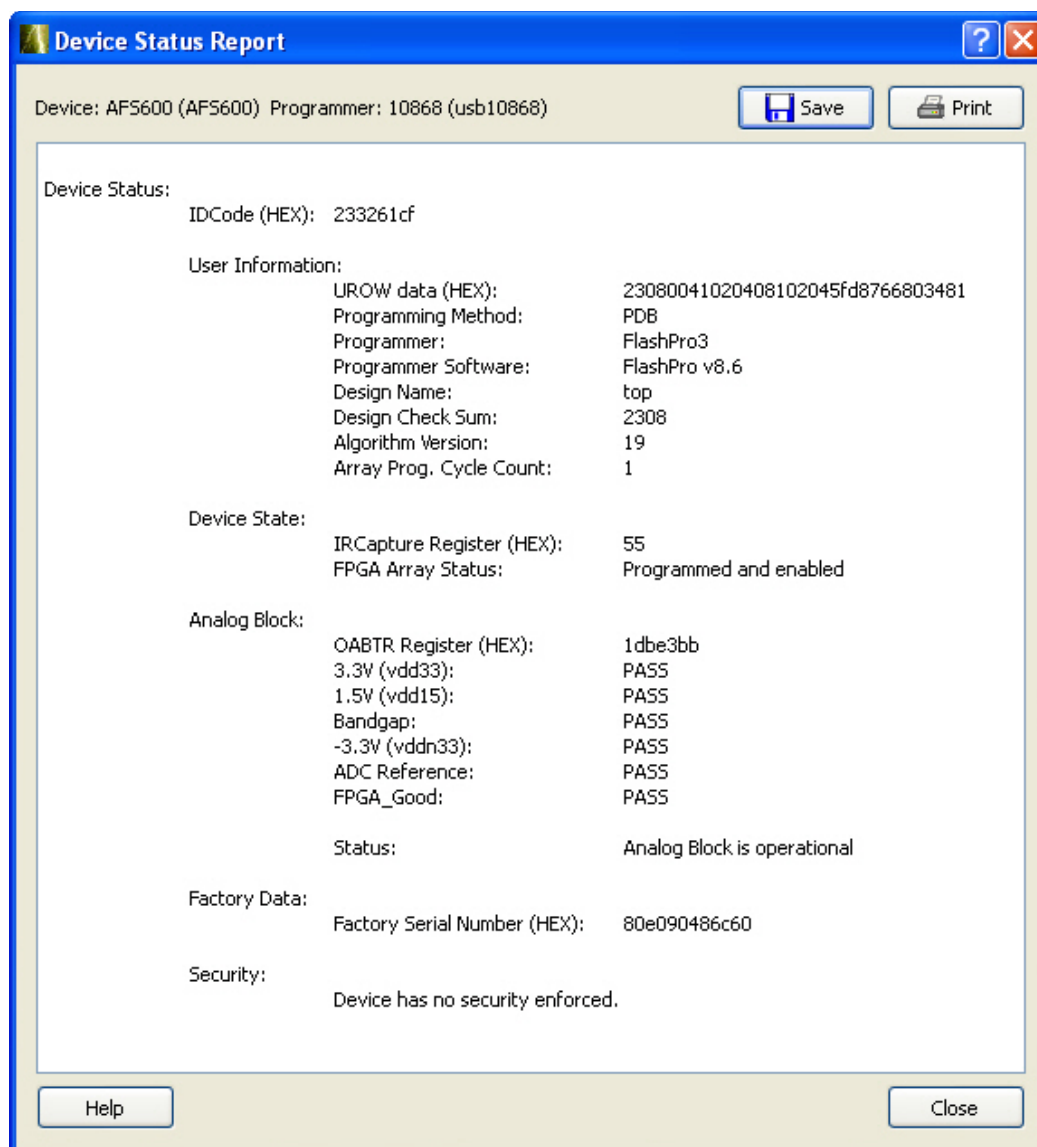 Device Status Report
Device: AFS600 (AFS600) Programmer: 10868 (usb10868) Save Print
Device Status:
IDCode (HEX): 233261cf
User Information:
UROW data (HEX): 23080041020408102045fd8766803481
Programming Method: PDB
Programmer: FlashPro3
Programmer Software: FlashPro v8.6
Design Name: top
Design Check Sum: 2308
Algorithm Version: 19
Array Prog. Cycle Count: 1
Device State:
IRCapture Register (HEX): 55
FPGA Array Status: Programmed and enabled
Analog Block:
OABTR Register (HEX): 1dbe3bb
3.3V (vdd33): PASS
1.5V (vdd15): PASS
Bandgap: PASS
-3.3V (vddn33): PASS
ADC Reference: PASS
FPGA_Good: PASS
Status: Analog Block is operational
Factory Data:
Factory Serial Number (HEX): 80e090486c60
Security:
Device has no security enforced.
Help Close